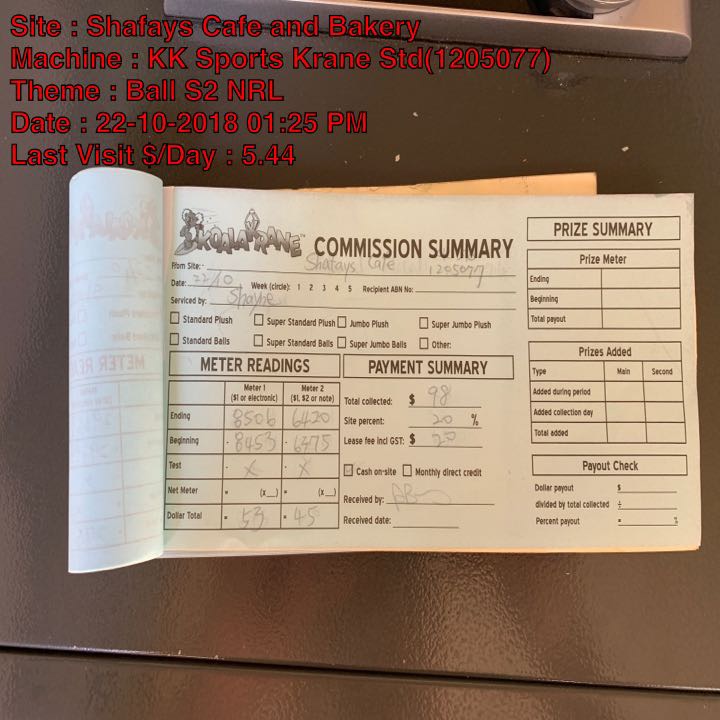 Site : Shafays Cafe and Bakery
Machine : KK Sports Krane Std(1205077)
Theme : Ball S2 NRL
Date : 22-10-2018 01:25 PM
Last Visit $/Day : 5.44
KOALA KRANE™ COMMISSION SUMMARY
From Site: Shafays Cafe 1205077
Date: 22/10 Week (circle): 1 2 3 4 5 Recipient ABN No:
Serviced by: Shayne
Standard Plush Super Standard Plush Jumbo Plush Super Jumbo Plush
Standard Balls Super Standard Balls Super Jumbo Balls Other:
METER READINGS
Meter 1 ($1 or electronic) Meter 2 ($1, $2 or note)
Ending 8506 6420
Beginning - 8453 - 6375
Test - X - X
Net Meter = (x__) = (x__)
Dollar Total = 53 = 45
PAYMENT SUMMARY
Total collected: $ 98
Site percent: 20 %
Lease fee incl GST: $ 20
Cash on-site Monthly direct credit
Received by:
Received date:
PRIZE SUMMARY
Prize Meter
Ending
Beginning
Total payout
Prizes Added
Type Main Second
Added during period
Added collection day
Total added
Payout Check
Dollar payout $
divided by total collected ÷
Percent payout = %